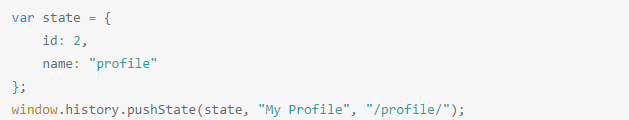 var state = {
    id: 2,
    name: "profile"
};
window.history.pushState(state, "My Profile", "/profile/");